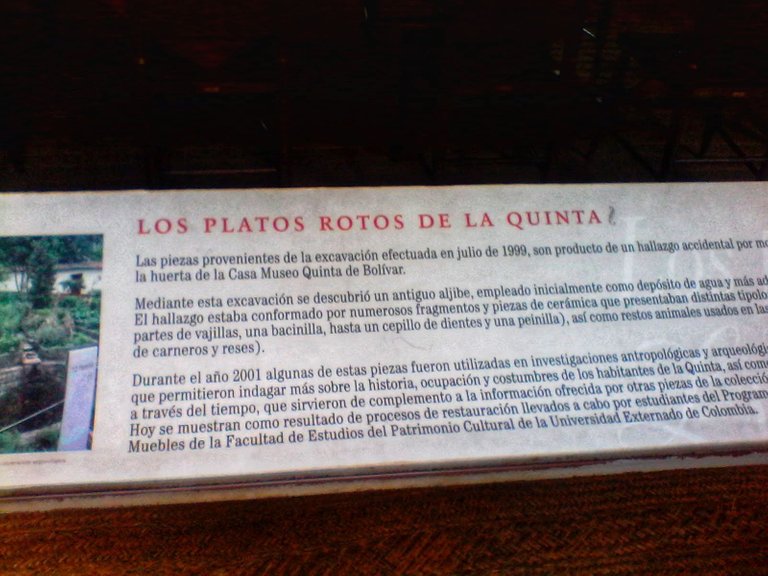 LOS PLATOS ROTOS DE LA QUINTA
Las piezas provenientes de la excavación efectuada en julio de 1999, son producto de un hallazgo accidental por
la huerta de la Casa Museo Quinta de Bolívar.
Mediante esta excavación se descubrió un antiguo aljibe, empleado inicialmente como depósito de agua y más
El hallazgo estaba conformado por numerosos fragmentos y piezas de cerámica que presentaban distintas
partes de vajillas, una bacinilla, hasta un cepillo de dientes y una peinilla), así como restos animales usados en
de carneros y reses).
Durante el año 2001 algunas de estas piezas fueron utilizadas en investigaciones antropológicas y
que permitieron indagar más sobre la historia, ocupación y costumbres de los habitantes de la Quinta, así
a través del tiempo, que sirvieron de complemento a la información ofrecida por otras piezas de la
Hoy se muestran como resultado de procesos de restauración llevados a cabo por estudiantes del
Muebles de la Facultad de Estudios del Patrimonio Cultural de la Universidad Externado de Colombia.